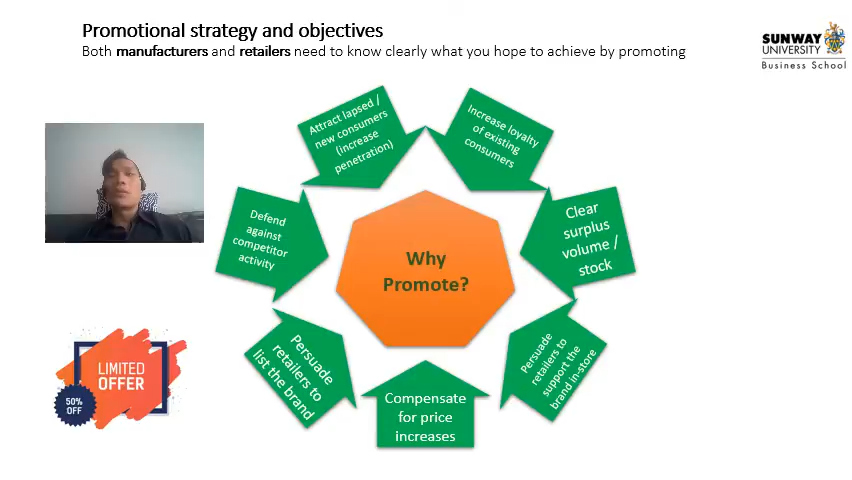 Promotional strategy and objectives
Both manufacturers and retailers need to know clearly what you hope to achieve by promoting
SUNWAY
UNIVERSITY
Business School
Attract lapsed /
new consumers
(increase
penetration)
Increase loyalty
of existing
consumers
Defend
against
competitor
activity
Clear
surplus
volume /
stock
Why
Promote?
Persuade
retailers to
list the brand
Compensate
for price
increases
Persuade
retailers to
support the
brand in-store
LIMITED
OFFER
50%
OFF